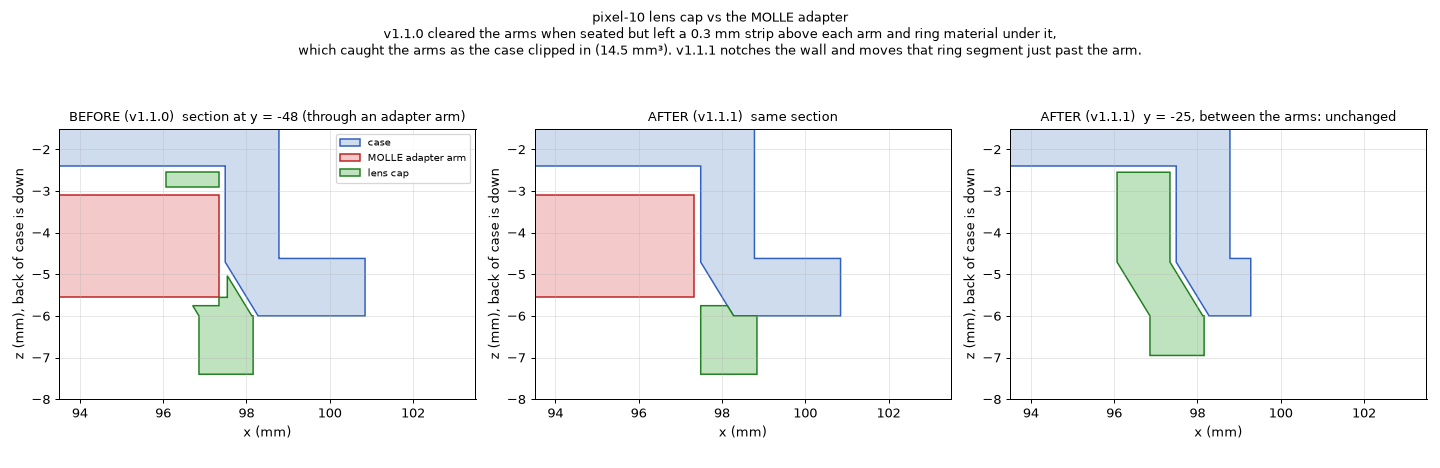 pixel-10 lens cap vs the MOLLE adapter
v1.1.0 cleared the arms when seated but left a 0.3 mm strip above each arm and ring material under it,
which caught the arms as the case clipped in (14.5 mm³). v1.1.1 notches the wall and moves that ring segment just past the arm.
BEFORE (v1.1.0)  section at y = -48 (through an adapter arm)
case
MOLLE adapter arm
lens cap
z (mm), back of case is down
−2
−3
−4
−5
−6
−7
−8
94
96
98
100
102
x (mm)
AFTER (v1.1.1)  same section
z (mm), back of case is down
−2
−3
−4
−5
−6
−7
−8
94
96
98
100
102
x (mm)
AFTER (v1.1.1)  y = -25, between the arms: unchanged
z (mm), back of case is down
−2
−3
−4
−5
−6
−7
−8
94
96
98
100
102
x (mm)